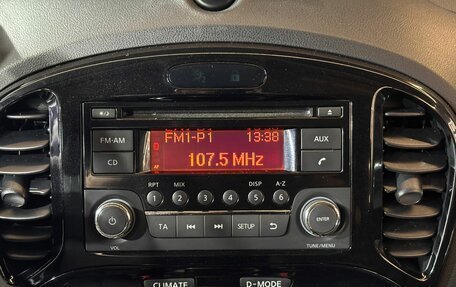 FM·AM
FM1-P1 13:38
AUX
107.5 MHz
CD
RPT MIX DISP A-Z
1 2 3 4 5 6
TA SETUP
VOL
ENTER
TUNE/MENU
CLIMATE D-MODE